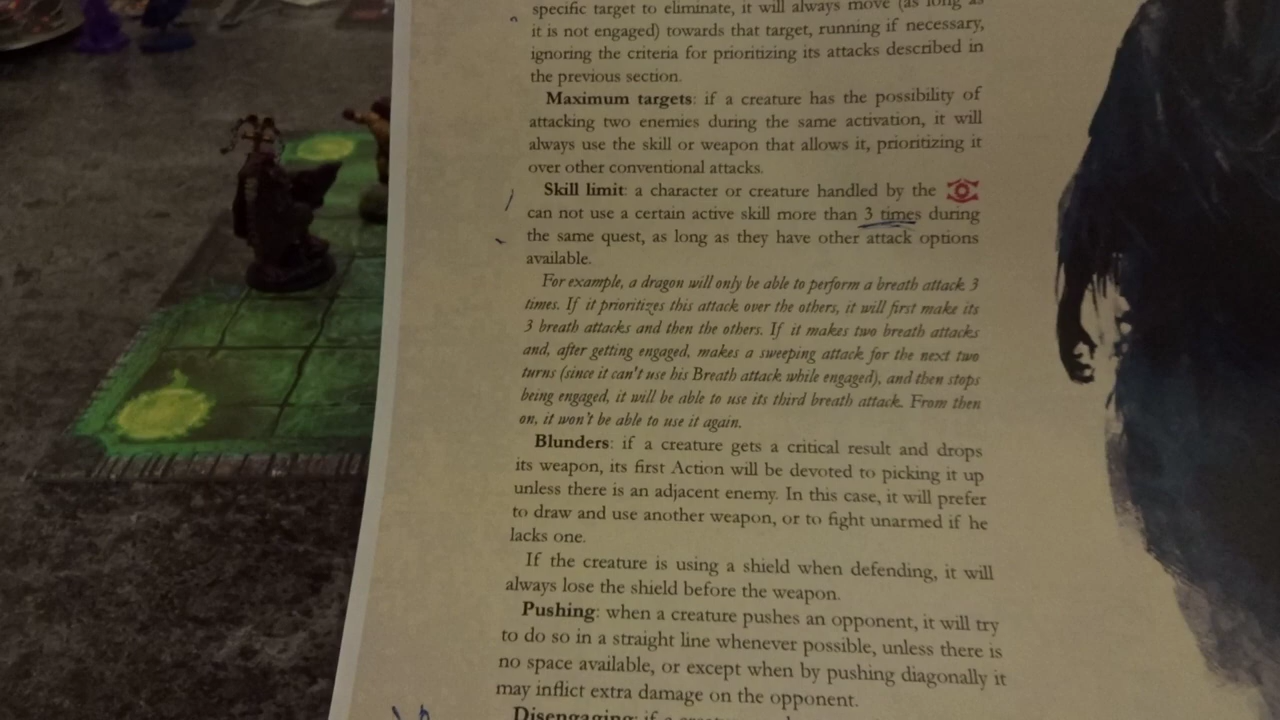 specific target to eliminate, it will always move (as long as
it is not engaged) towards that target, running if necessary,
ignoring the criteria for prioritizing its attacks described in
the previous section.
Maximum targets: if a creature has the possibility of
attacking two enemies during the same activation, it will
always use the skill or weapon that allows it, prioritizing it
over other conventional attacks.
Skill limit: a character or creature handled by the
can not use a certain active skill more than 3 times during
the same quest, as long as they have other attack options
available.
For example, a dragon will only be able to perform a breath attack 3
times. If it prioritizes this attack over the others, it will first make its
3 breath attacks and then the others. If it makes two breath attacks
and, after getting engaged, makes a sweeping attack for the next two
turns (since it can't use his Breath attack while engaged), and then stops
being engaged, it will be able to use its third breath attack. From then
on, it won't be able to use it again.
Blunders: if a creature gets a critical result and drops
its weapon, its first Action will be devoted to picking it up
unless there is an adjacent enemy. In this case, it will prefer
to draw and use another weapon, or to fight unarmed if he
lacks one.
If the creature is using a shield when defending, it will
always lose the shield before the weapon.
Pushing: when a creature pushes an opponent, it will try
to do so in a straight line whenever possible, unless there is
no space available, or except when by pushing diagonally it
may inflict extra damage on the opponent.
Disengaging: if a